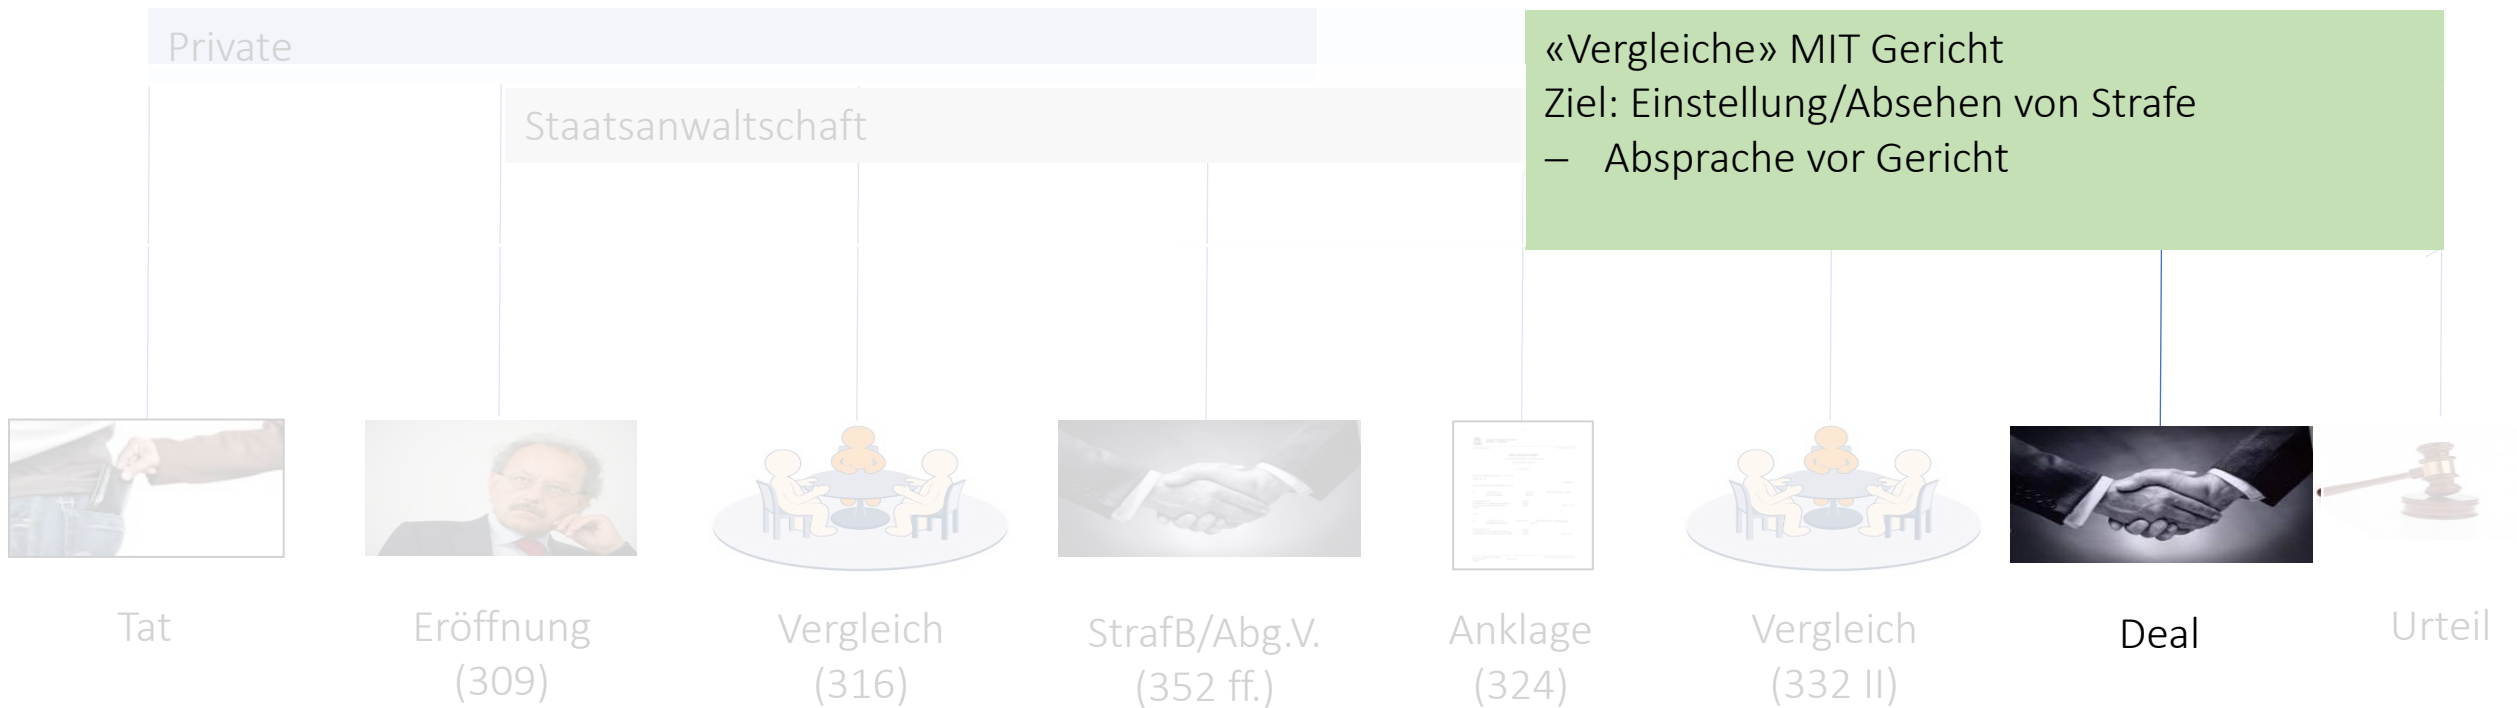 Private
«Vergleiche» MIT Gericht
Ziel: Einstellung/Absehen von Strafe
– Absprache vor Gericht
Staatsanwaltschaft
Tat
Eröffnung
(309)
Vergleich
(316)
StrafB/Abg.V.
(352 ff.)
Anklage
(324)
Vergleich
(332 II)
Deal
Urteil